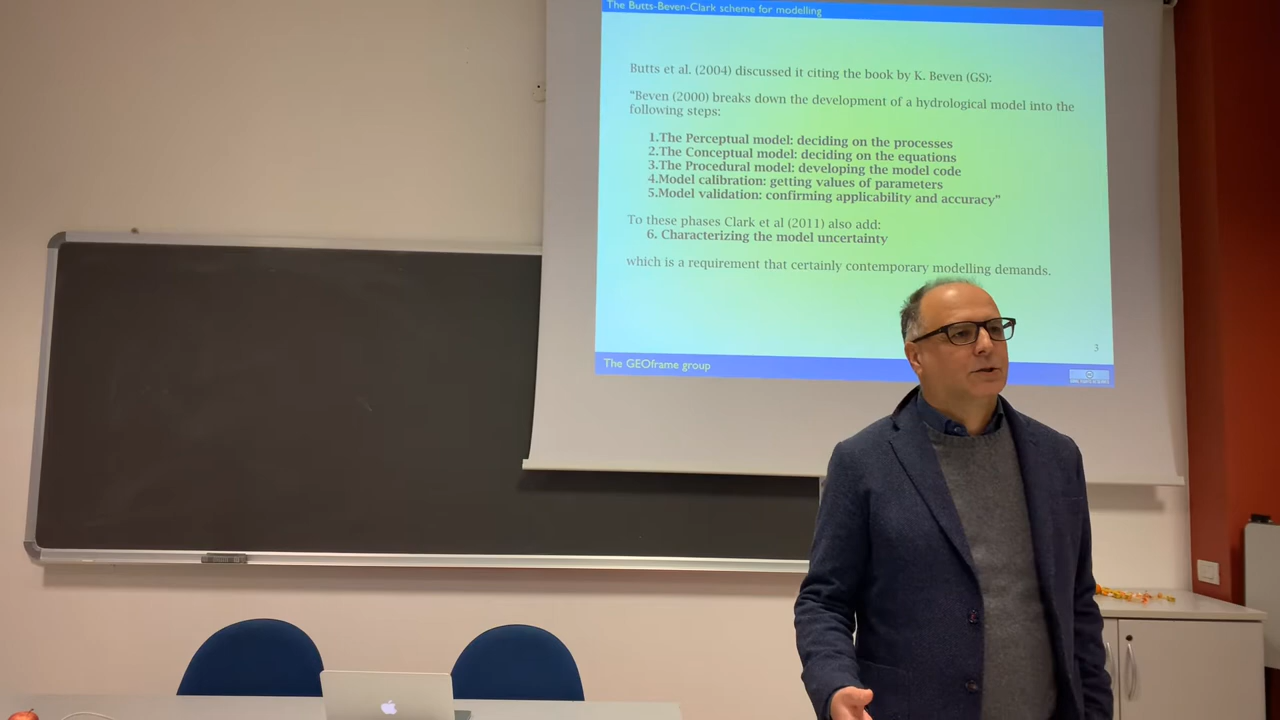 The Butts-Beven-Clark scheme for modelling
Butts et al. (2004) discussed it citing the book by K. Beven (GS):
"Beven (2000) breaks down the development of a hydrological model into the
following steps:
1.The Perceptual model: deciding on the processes
2.The Conceptual model: deciding on the equations
3.The Procedural model: developing the model code
4.Model calibration: getting values of parameters
5.Model validation: confirming applicability and accuracy”
To these phases Clark et al (2011) also add:
6. Characterizing the model uncertainty
which is a requirement that certainly contemporary modelling demands.
3
The GEOframe group